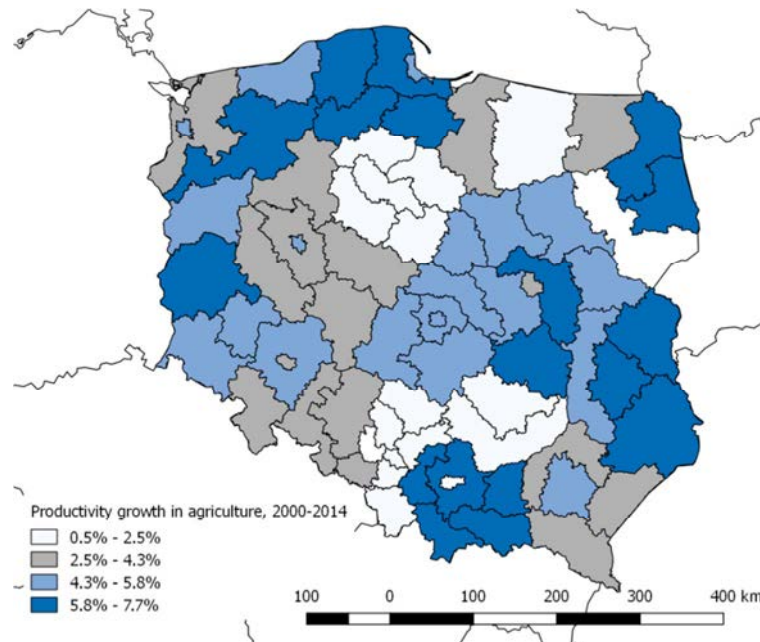 Productivity growth in agriculture, 2000-2014
0.5% - 2.5%
2.5% - 4.3%
4.3% - 5.8%
5.8% - 7.7%
100 0 100 200 300 400 km